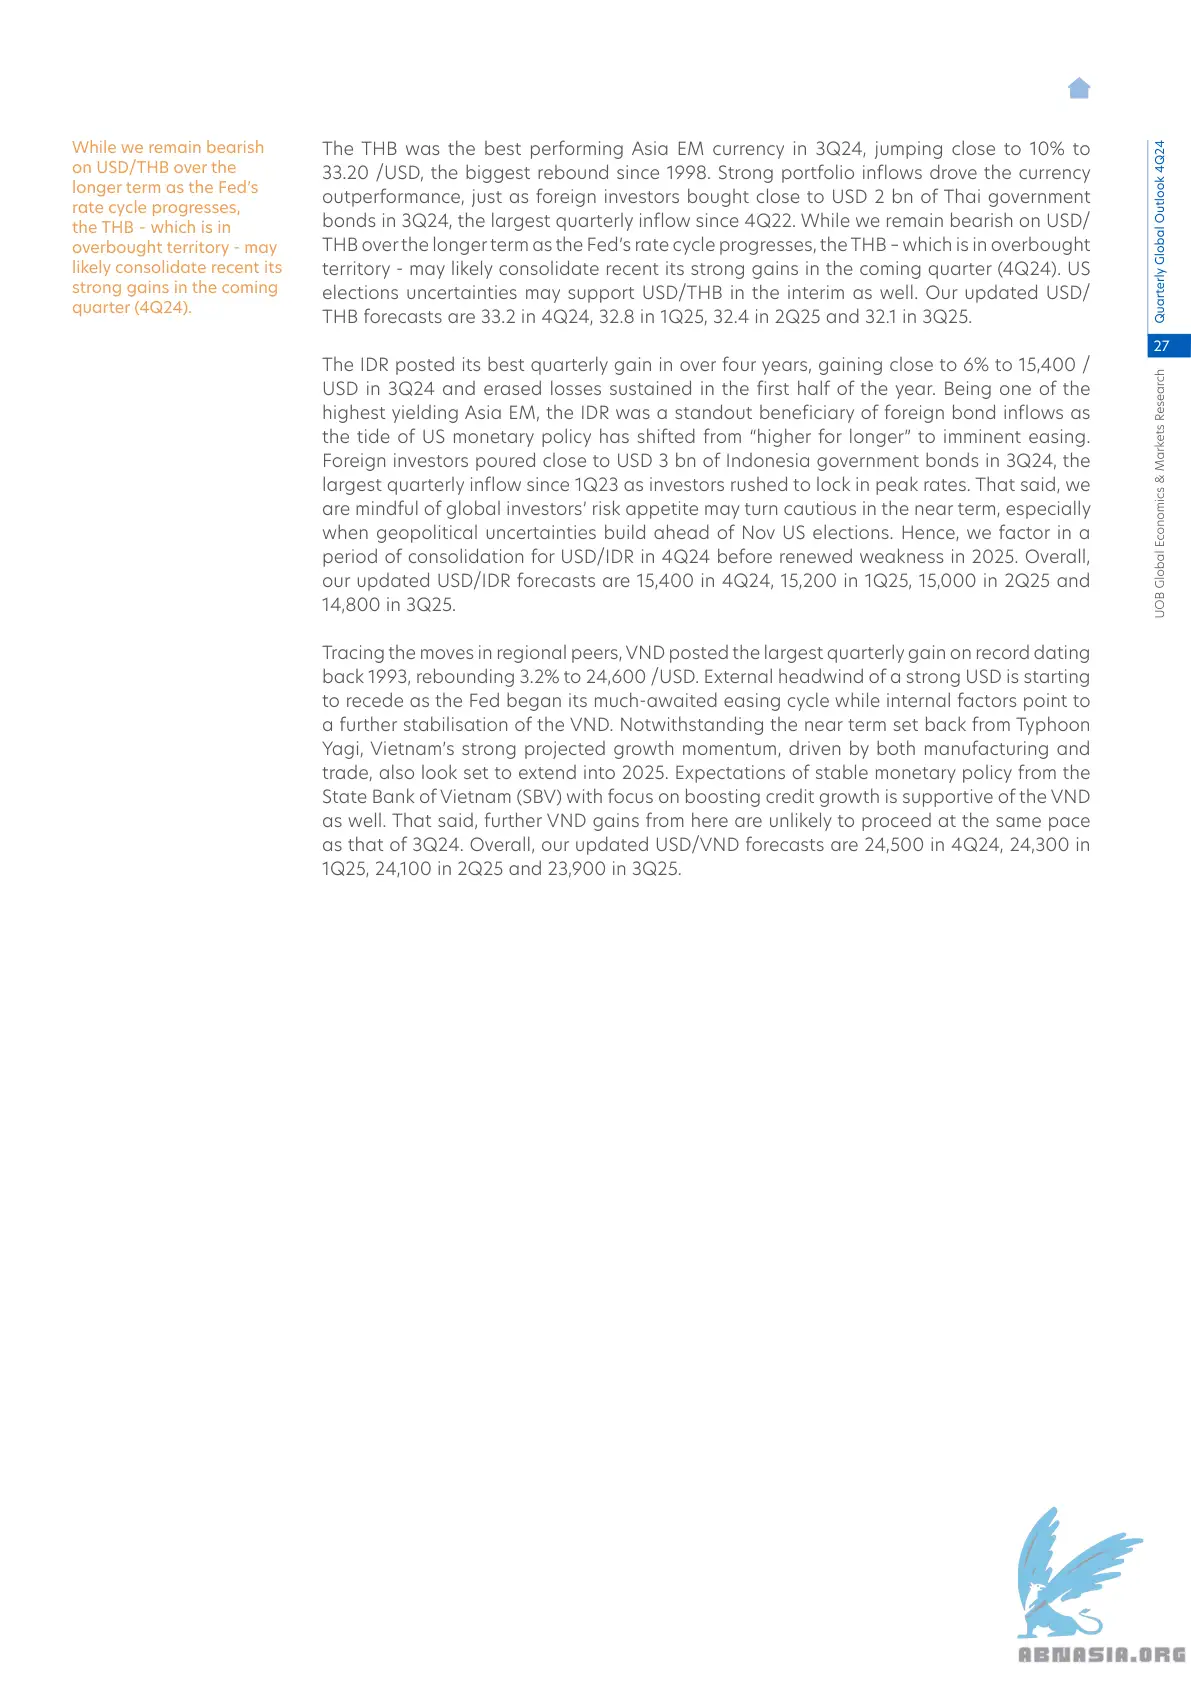 While we remain bearish
on USD/THB over the
longer term as the Fed's
rate cycle progresses,
the THB - which is in
overbought territory - may
likely consolidate recent its
strong gains in the coming
quarter (4Q24).
The THB was the best performing Asia EM currency in 3Q24, jumping close to 10% to
33.20 /USD, the biggest rebound since 1998. Strong portfolio inflows drove the currency
outperformance, just as foreign investors bought close to USD 2 bn of Thai government
bonds in 3Q24, the largest quarterly inflow since 4Q22. While we remain bearish on USD/
THB over the longer term as the Fed's rate cycle progresses, the THB – which is in overbought
territory - may likely consolidate recent its strong gains in the coming quarter (4Q24). US
elections uncertainties may support USD/THB in the interim as well. Our updated USD/
THB forecasts are 33.2 in 4Q24, 32.8 in 1Q25, 32.4 in 2Q25 and 32.1 in 3Q25.
The IDR posted its best quarterly gain in over four years, gaining close to 6% to 15,400 /
USD in 3Q24 and erased losses sustained in the first half of the year. Being one of the
highest yielding Asia EM, the IDR was a standout beneficiary of foreign bond inflows as
the tide of US monetary policy has shifted from “higher for longer” to imminent easing.
Foreign investors poured close to USD 3 bn of Indonesia government bonds in 3Q24, the
largest quarterly inflow since 1Q23 as investors rushed to lock in peak rates. That said, we
are mindful of global investors' risk appetite may turn cautious in the near term, especially
when geopolitical uncertainties build ahead of Nov US elections. Hence, we factor in a
period of consolidation for USD/IDR in 4Q24 before renewed weakness in 2025. Overall,
our updated USD/IDR forecasts are 15,400 in 4Q24, 15,200 in 1Q25, 15,000 in 2Q25 and
14,800 in 3Q25.
Tracing the moves in regional peers, VND posted the largest quarterly gain on record dating
back 1993, rebounding 3.2% to 24,600 /USD. External headwind of a strong USD is starting
to recede as the Fed began its much-awaited easing cycle while internal factors point to
a further stabilisation of the VND. Notwithstanding the near term set back from Typhoon
Yagi, Vietnam's strong projected growth momentum, driven by both manufacturing and
trade, also look set to extend into 2025. Expectations of stable monetary policy from the
State Bank of Vietnam (SBV) with focus on boosting credit growth is supportive of the VND
as well. That said, further VND gains from here are unlikely to proceed at the same pace
as that of 3Q24. Overall, our updated USD/VND forecasts are 24,500 in 4Q24, 24,300 in
1Q25, 24,100 in 2Q25 and 23,900 in 3Q25.
Quarterly Global Outlook 4Q24
27
UOB Global Economics & Markets Research
ABNASIA.ORG